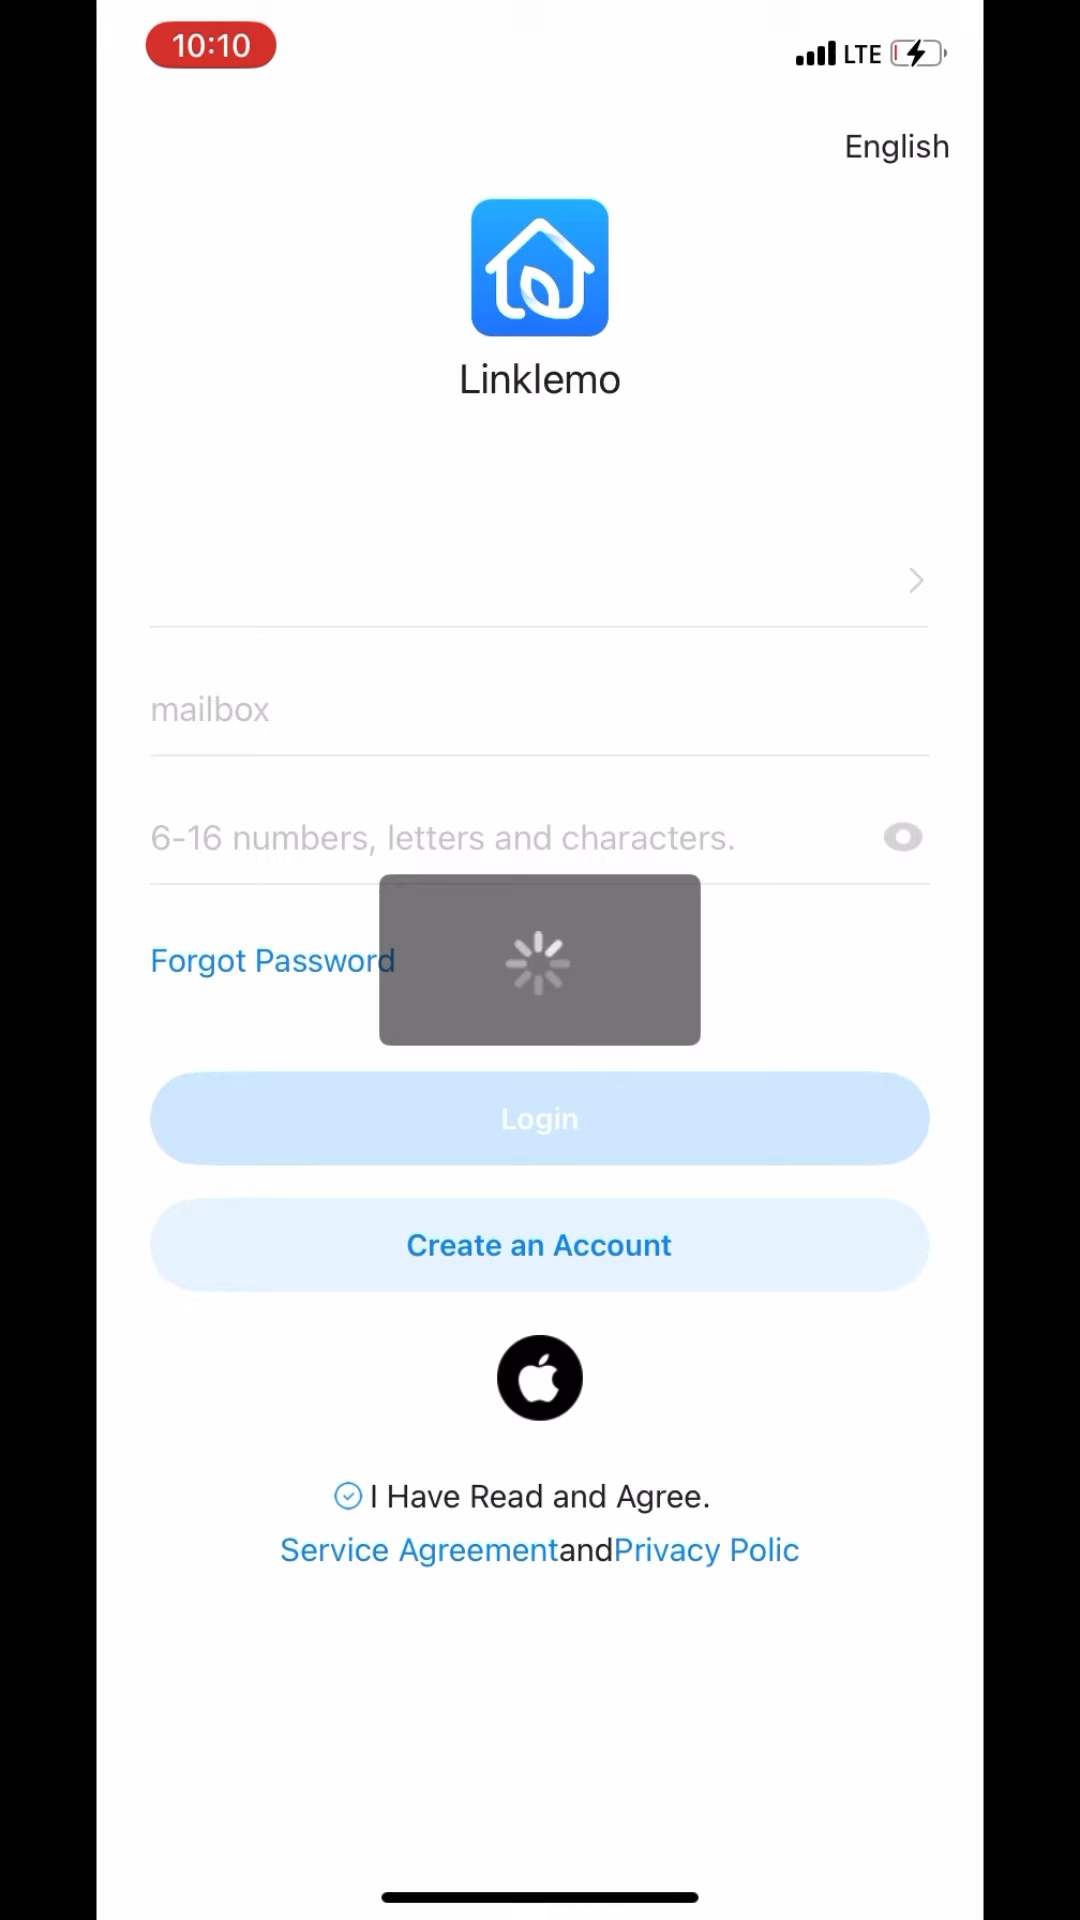 10:10
LTE
English
Linklemo
mailbox
6-16 numbers, letters and characters.
Forgot Password
Login
Create an Account
I Have Read and Agree.
Service AgreementandPrivacy Polic